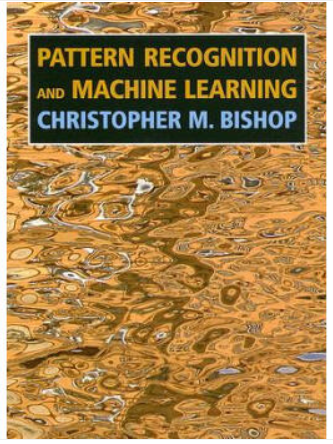 PATTERN RECOGNITION
AND MACHINE LEARNING
CHRISTOPHER M. BISHOP